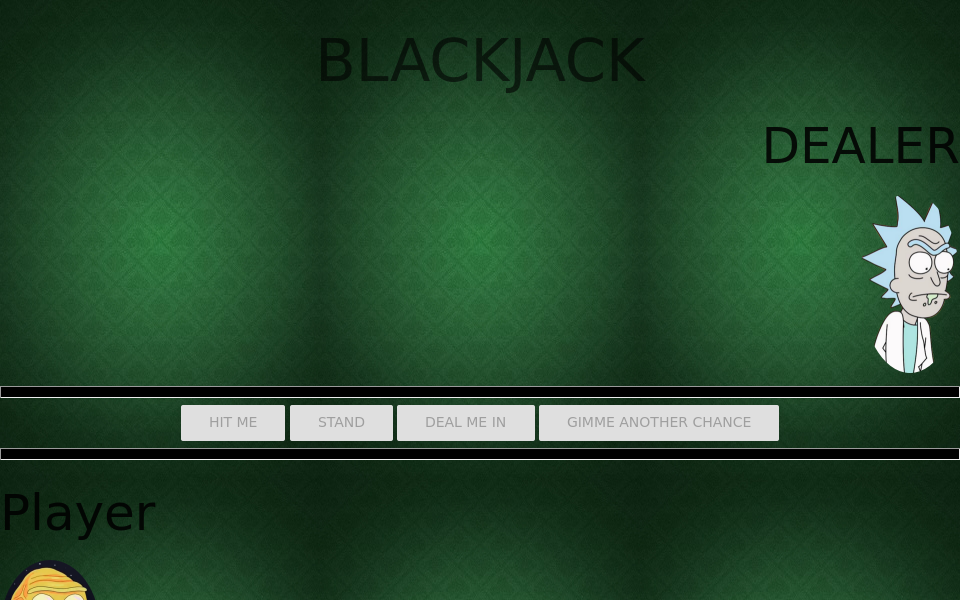 BLACKJACK
DEALER
HIT ME
STAND
DEAL ME IN
GIMME ANOTHER CHANCE
Player